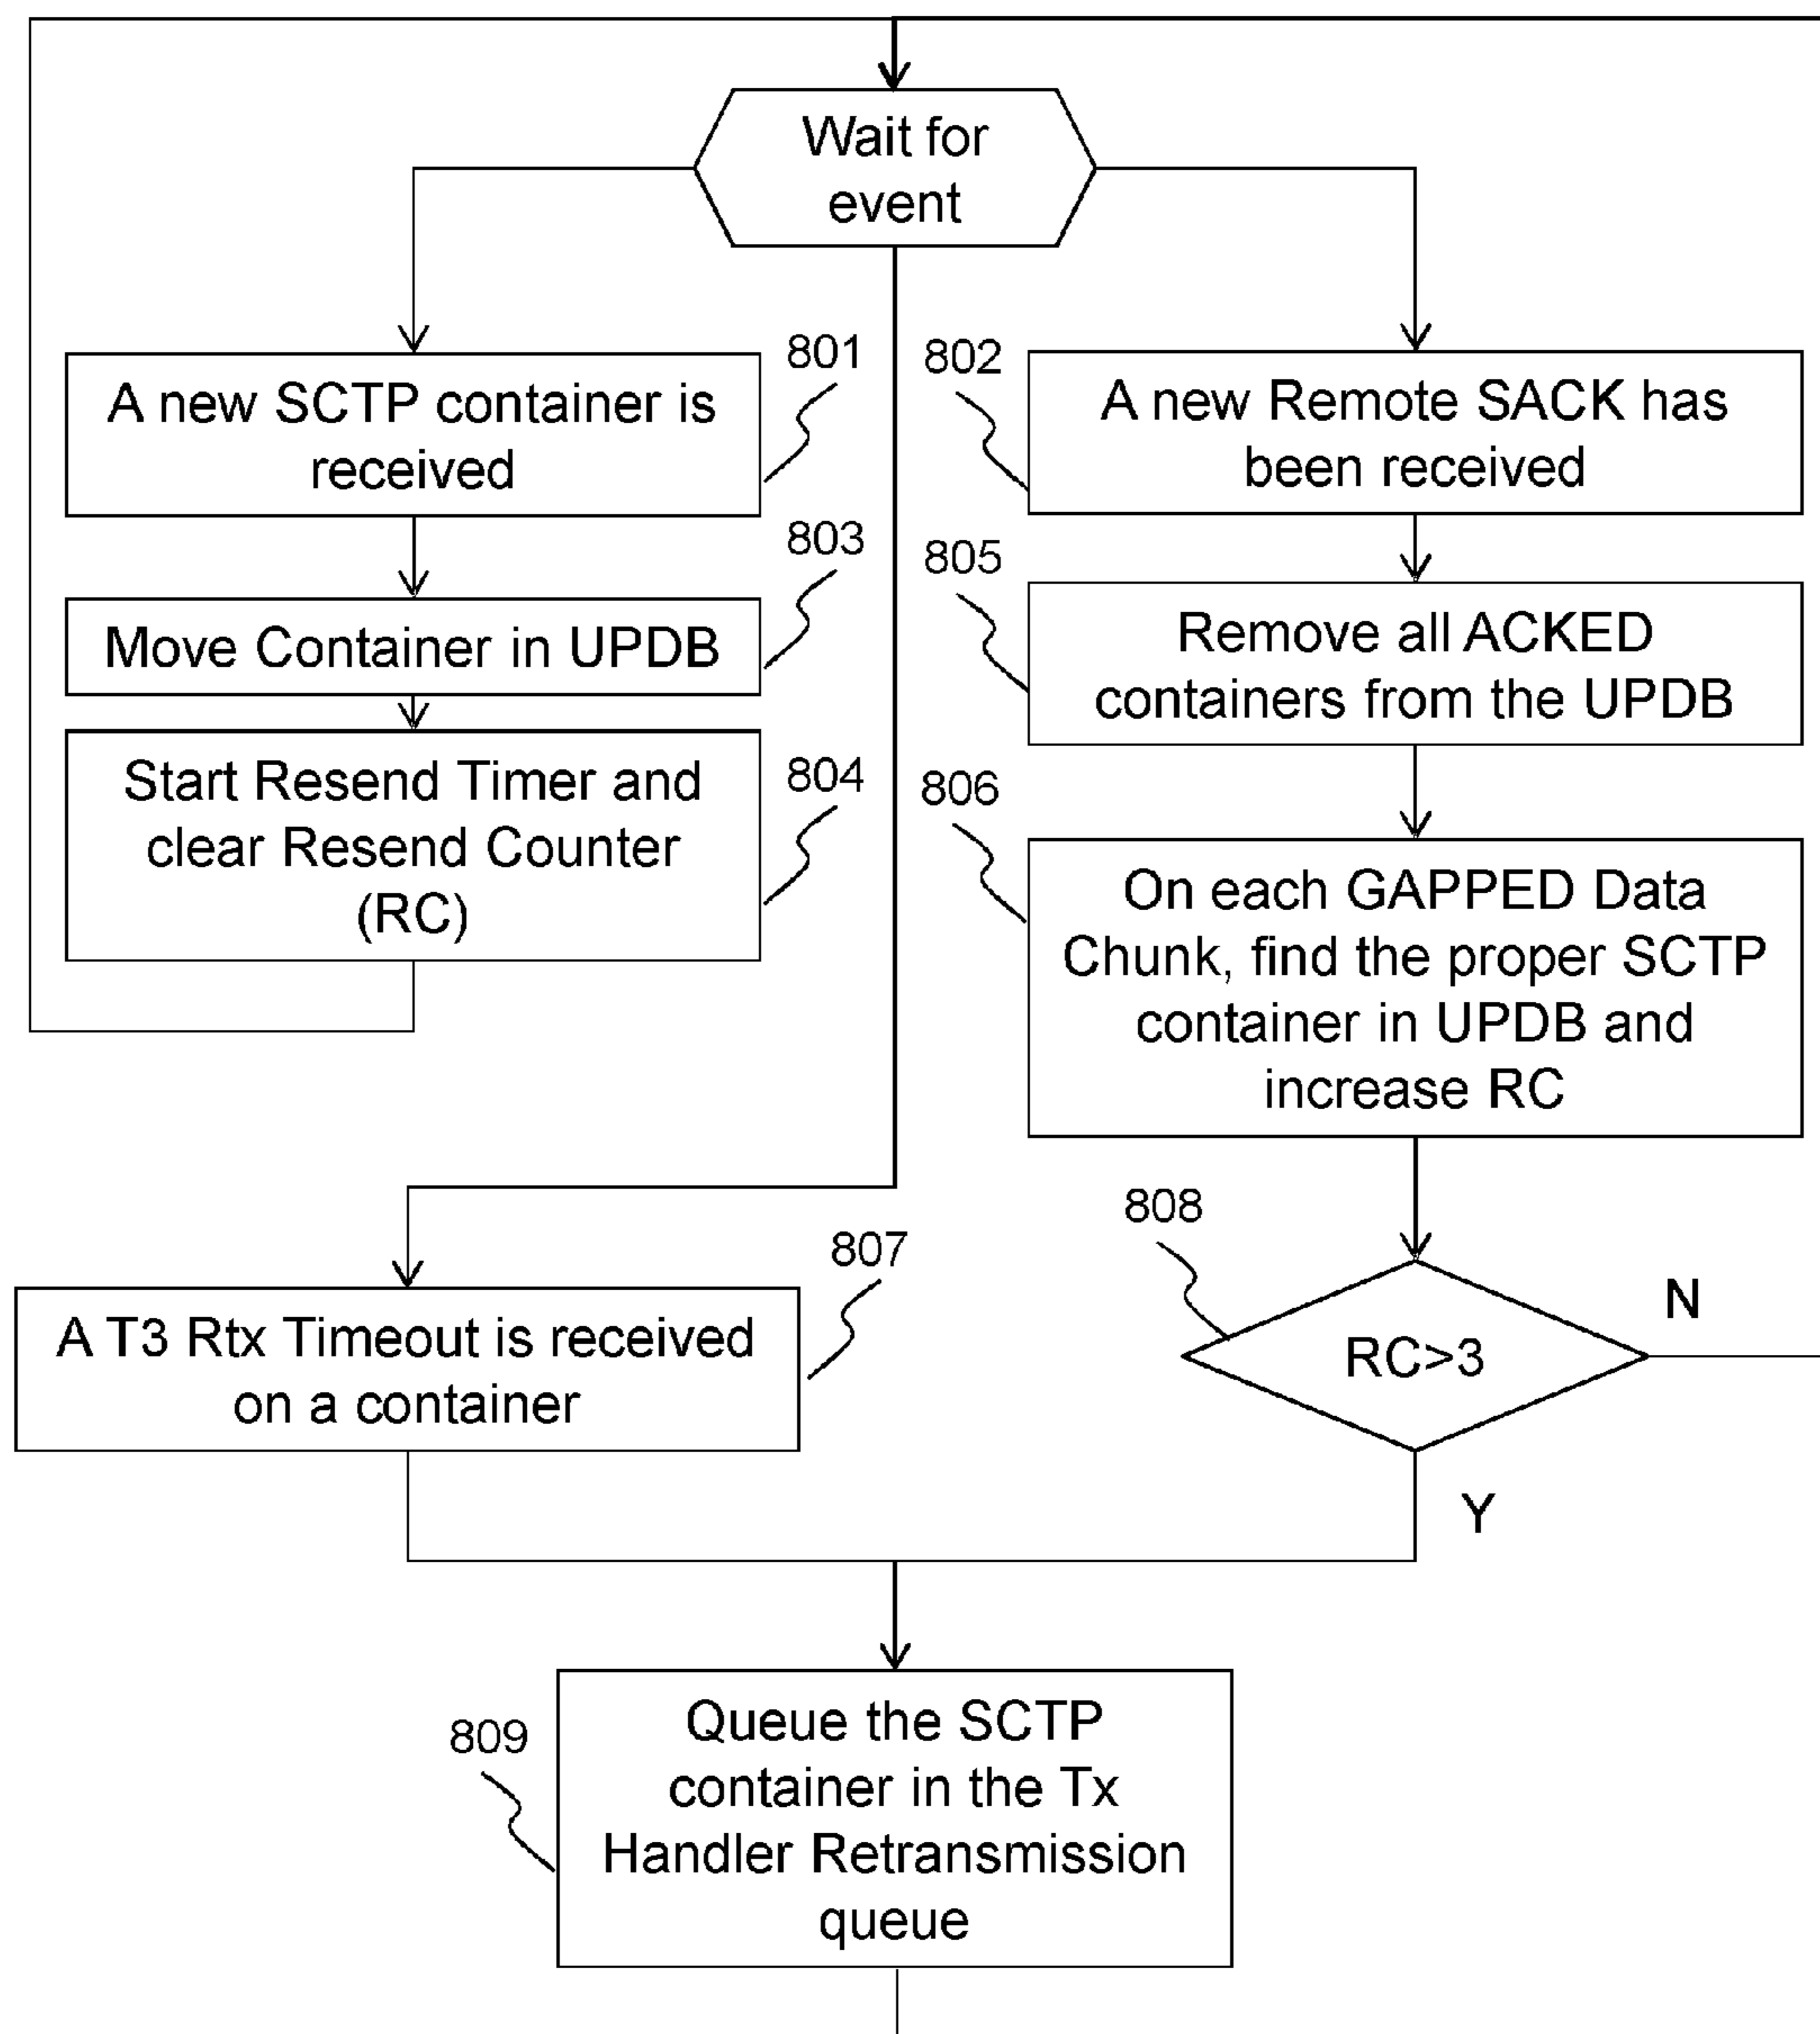 Wait for
event
801
A new SCTP container is
received
802
A new Remote SACK has
been received
803
Move Container in UPDB
805
Remove all ACKED
containers from the UPDB
804
Start Resend Timer and
clear Resend Counter
(RC)
806
On each GAPPED Data
Chunk, find the proper SCTP
container in UPDB and
increase RC
807
A T3 Rtx Timeout is received
on a container
808
RC>3
N
Y
809
Queue the SCTP
container in the Tx
Handler Retransmission
queue